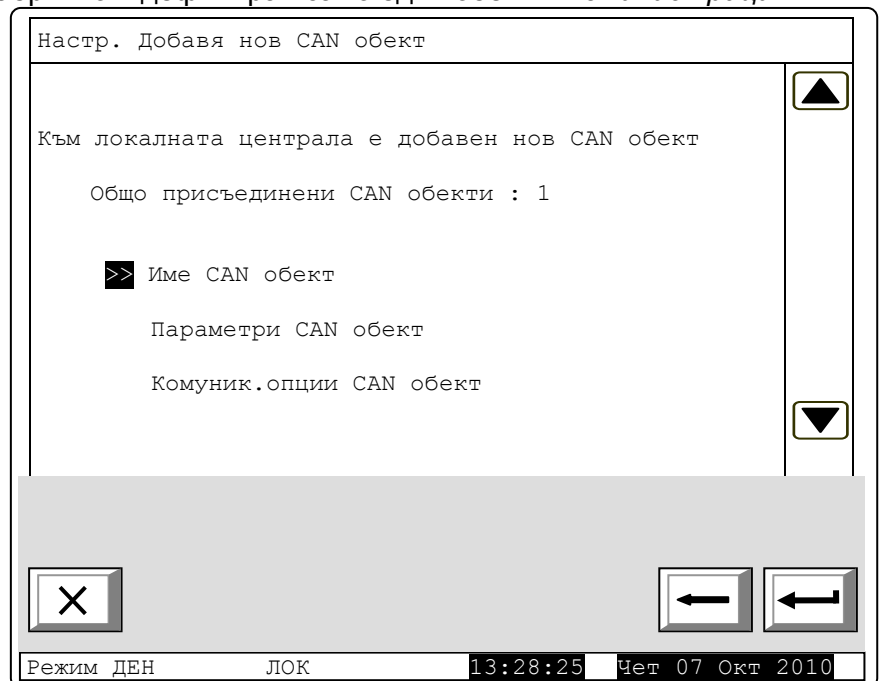 Настр. Добавя нов CAN обект
Към локалната централа е добавен нов CAN обект
Общо присъединени CAN обекти : 1
>> Име CAN обект
Параметри CAN обект
Комуник.опции CAN обект
Режим ДЕН ЛОК 13:28:25 Чет 07 Окт 2010